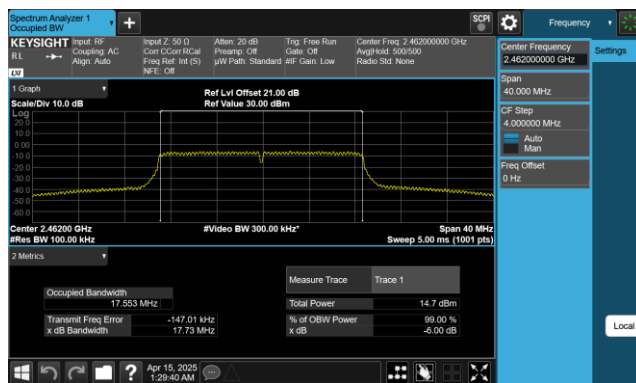 Spectrum Analyzer 1
Occupied BW
SCPI
Frequency
KEYSIGHT
RL
LXI
Input: RF
Coupling: AC
Align: Auto
Input Z: 50 Ω
Corr CCorr RCal
Freq Ref: Int (S)
NFE: Off
Atten: 20 dB
Preamp: Off
µW Path: Standard
Trig: Free Run
Gate: Off
#IF Gain: Low
Center Freq: 2.462000000 GHz
Avg|Hold: 500/500
Radio Std: None
Center Frequency
2.462000000 GHz
Settings
Span
40.000 MHz
CF Step
4.000000 MHz
Auto
Man
Freq Offset
0 Hz
1 Graph
Scale/Div 10.0 dB
Ref Lvl Offset 21.00 dB
Ref Value 30.00 dBm
Log
20.0
10.0
0.00
-10.0
-20.0
-30.0
-40.0
-50.0
-60.0
Center 2.46200 GHz
#Res BW 100.00 kHz
#Video BW 300.00 kHz*
Span 40 MHz
Sweep 5.00 ms (1001 pts)
2 Metrics
Measure Trace Trace 1
Occupied Bandwidth
17.553 MHz
Total Power 14.7 dBm
Transmit Freq Error -147.01 kHz
% of OBW Power 99.00 %
x dB Bandwidth 17.73 MHz
x dB -6.00 dB
Local
?
Apr 15, 2025
1:29:40 AM